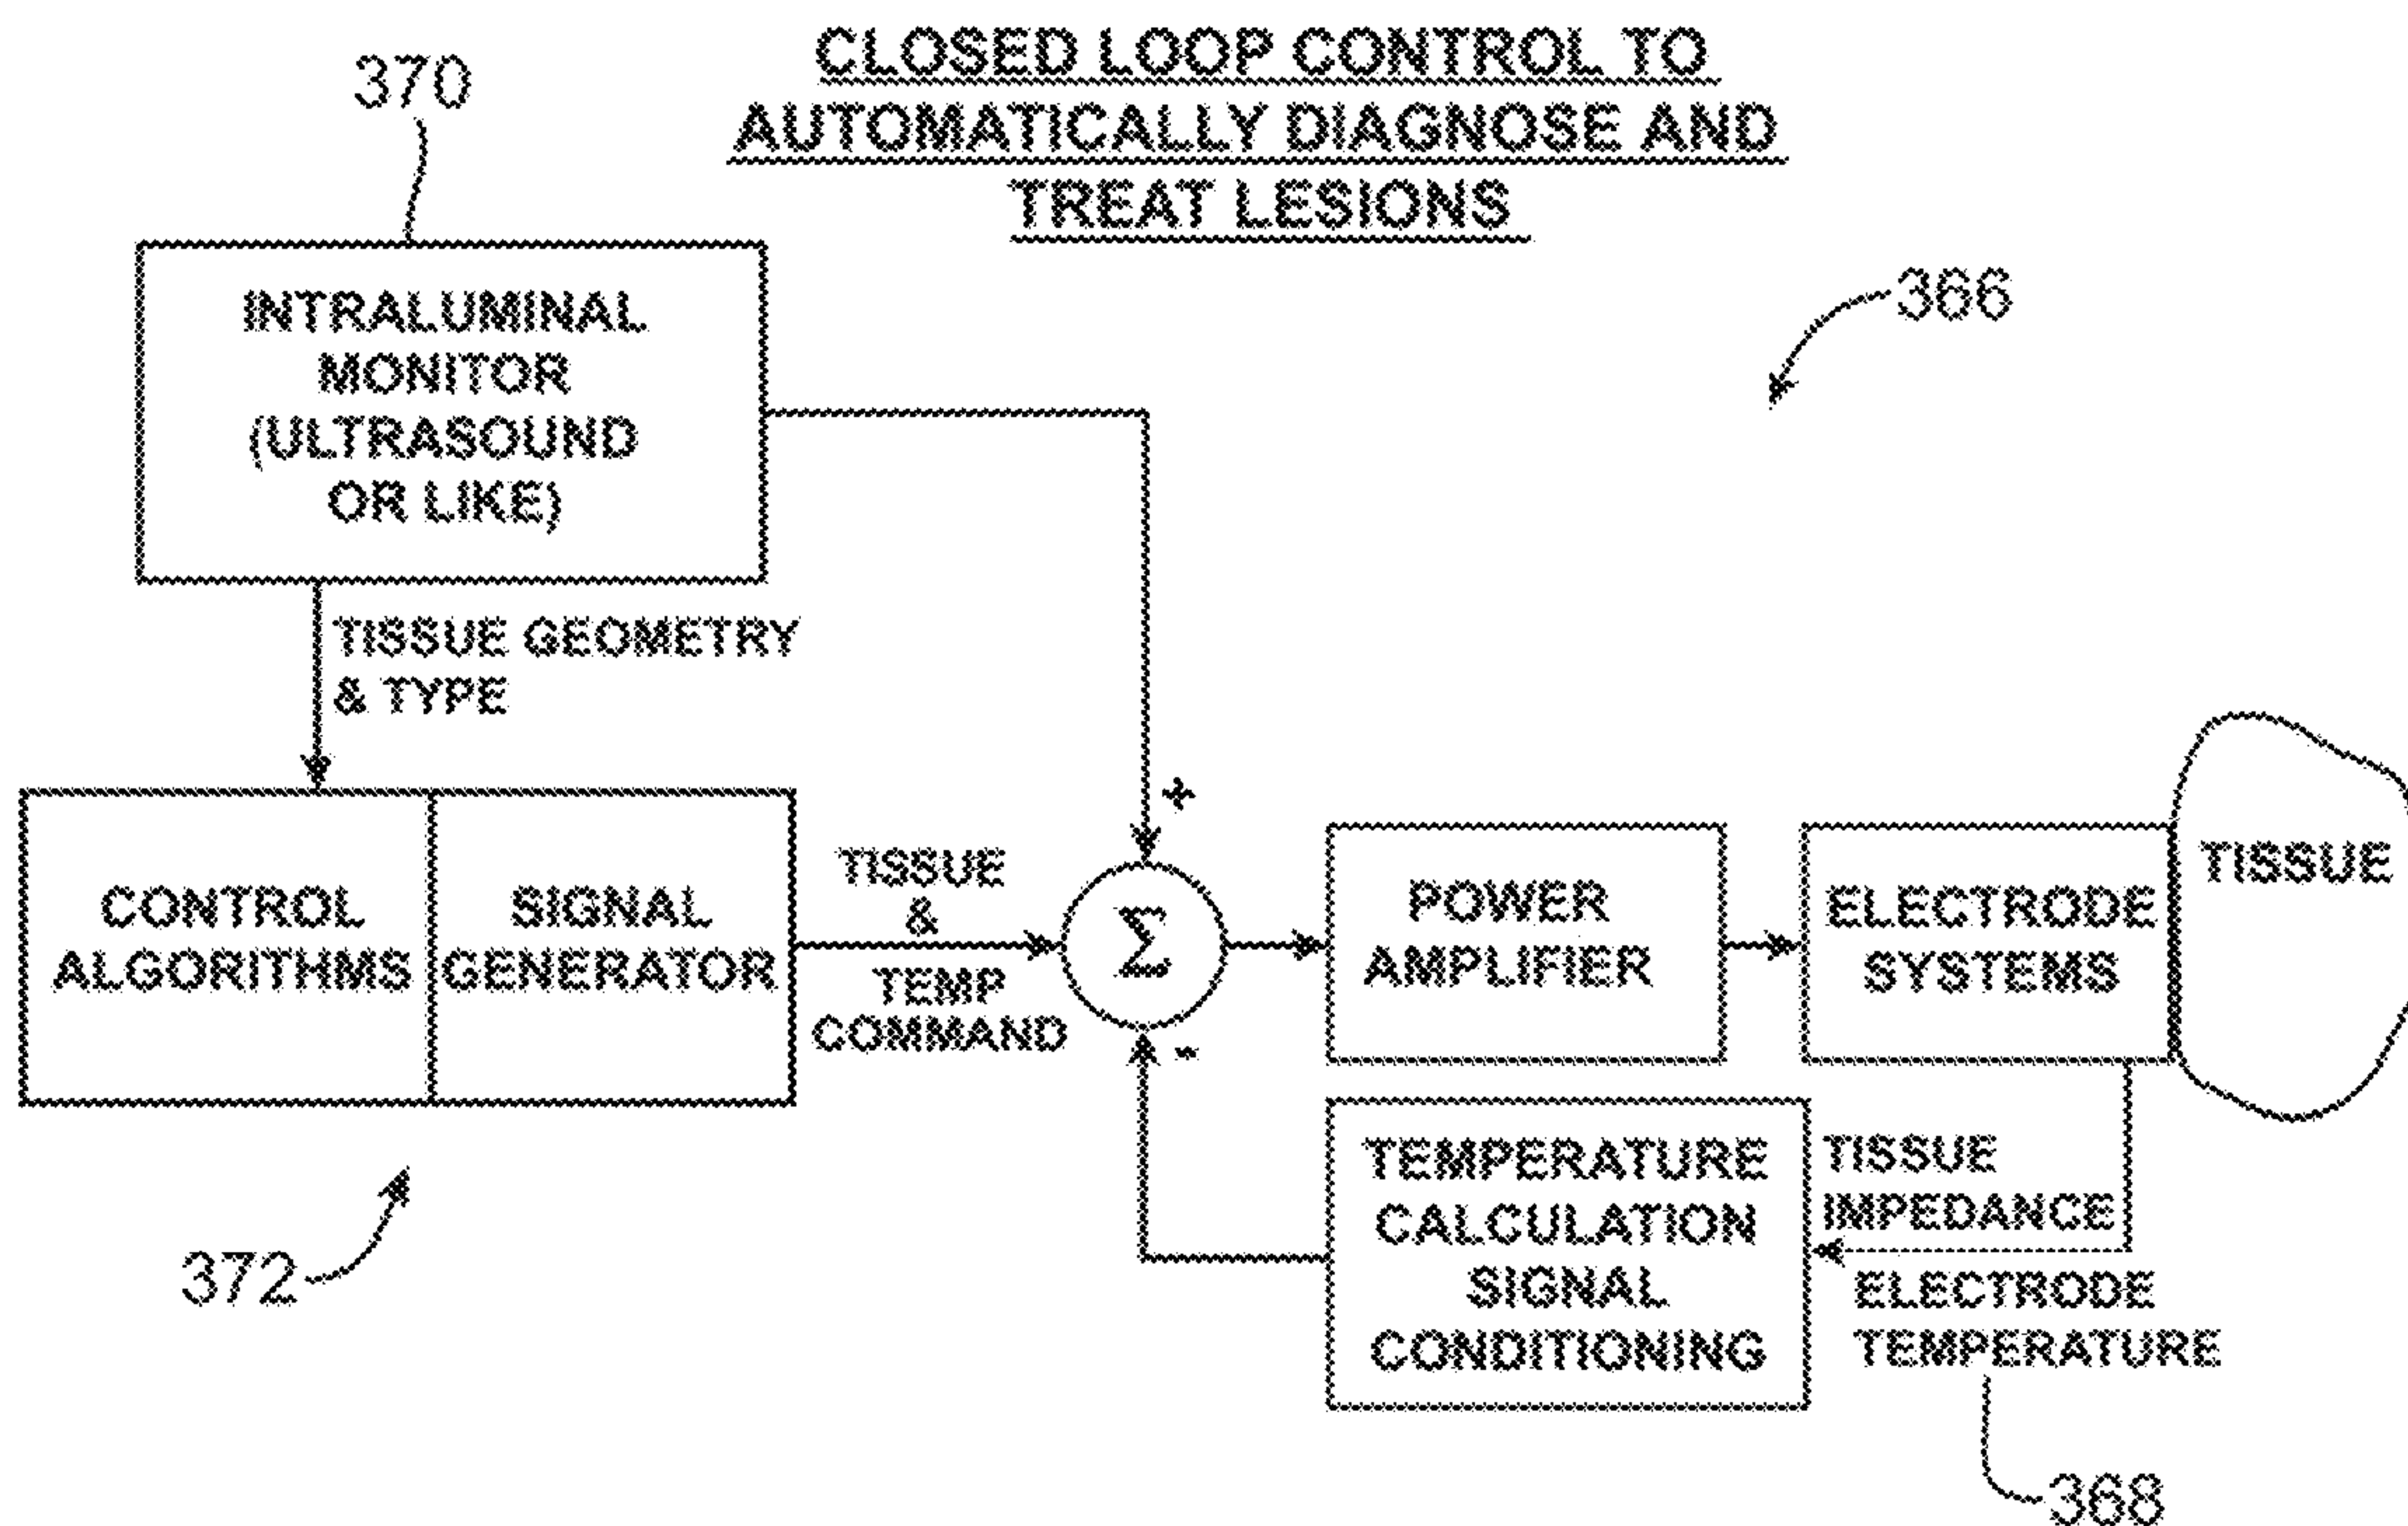 CLOSED LOOP CONTROL TO
AUTOMATICALLY DIAGNOSE AND
TREAT LESIONS
370
366
INTRALUMINAL
MONITOR
(ULTRASOUND
OR LIKE)
TISSUE GEOMETRY
& TYPE
CONTROL
ALGORITHMS
SIGNAL
GENERATOR
TISSUE
&
TEMP
COMMAND
+
Σ
-
POWER
AMPLIFIER
ELECTRODE
SYSTEMS
TISSUE
TEMPERATURE
CALCULATION
SIGNAL
CONDITIONING
TISSUE
IMPEDANCE
ELECTRODE
TEMPERATURE
372
368